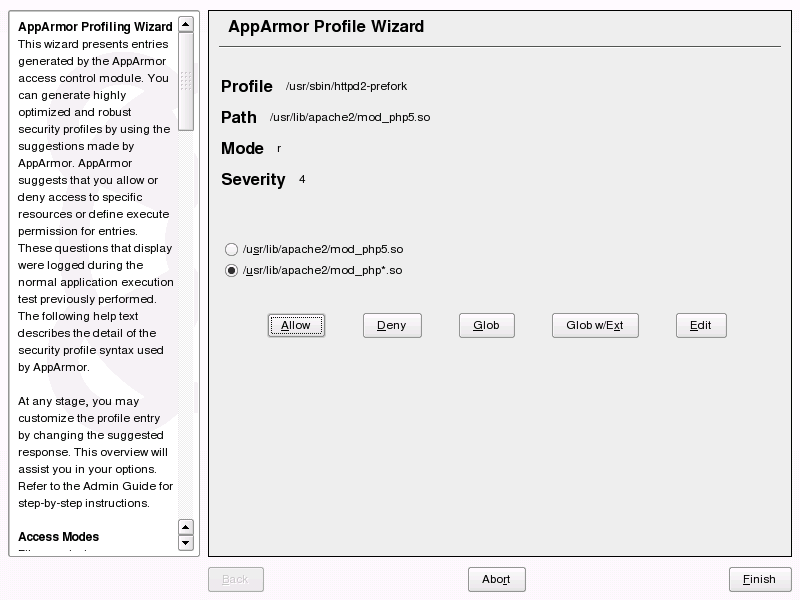 AppArmor Profiling Wizard
This wizard presents entries
generated by the AppArmor
access control module. You
can generate highly
optimized and robust
security profiles by using the
suggestions made by
AppArmor. AppArmor
suggests that you allow or
deny access to specific
resources or define execute
permission for entries.
These questions that display
were logged during the
normal application execution
test previously performed.
The following help text
describes the detail of the
security profile syntax used
by AppArmor.
At any stage, you may
customize the profile entry
by changing the suggested
response. This overview will
assist you in your options.
Refer to the Admin Guide for
step-by-step instructions.
Access Modes
AppArmor Profile Wizard
Profile /usr/sbin/httpd2-prefork
Path /usr/lib/apache2/mod_php5.so
Mode r
Severity 4
/usr/lib/apache2/mod_php5.so
/usr/lib/apache2/mod_php*.so
Allow Deny Glob Glob w/Ext Edit
Back Abort Finish